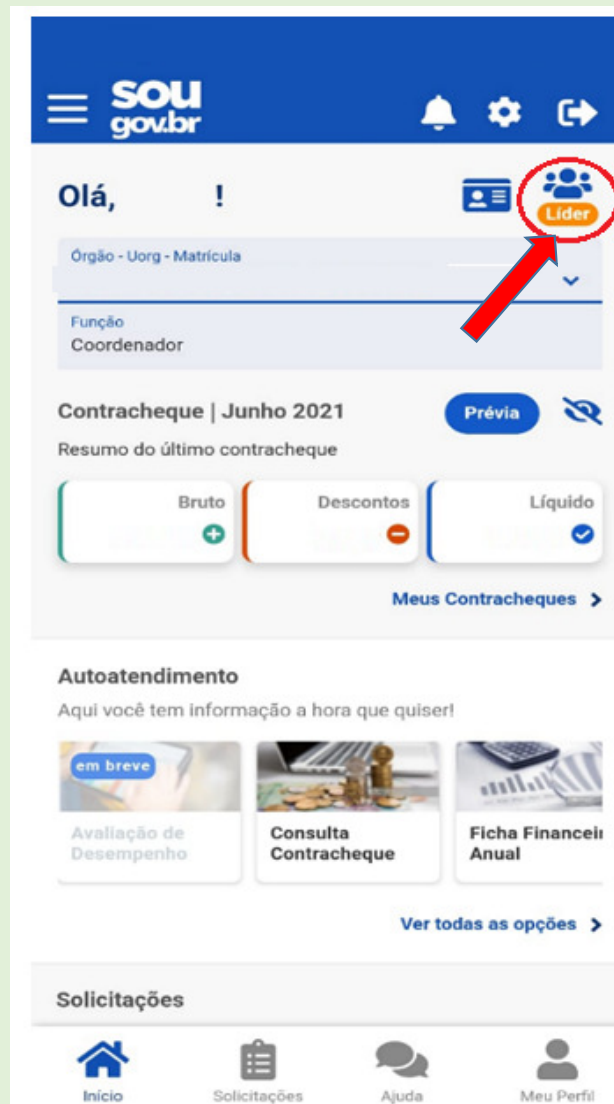 sou
gov.br
Olá, !
Líder
Órgão - Uorg - Matrícula
Função
Coordenador
Contracheque | Junho 2021
Prévia
Resumo do último contracheque
Bruto
Descontos
Líquido
Meus Contracheques
Autoatendimento
Aqui você tem informação a hora que quiser!
em breve
Avaliação de
Desempenho
Consulta
Contracheque
Ficha Financeir
Anual
Ver todas as opções
Solicitações
Início
Solicitações
Ajuda
Meu Perfil